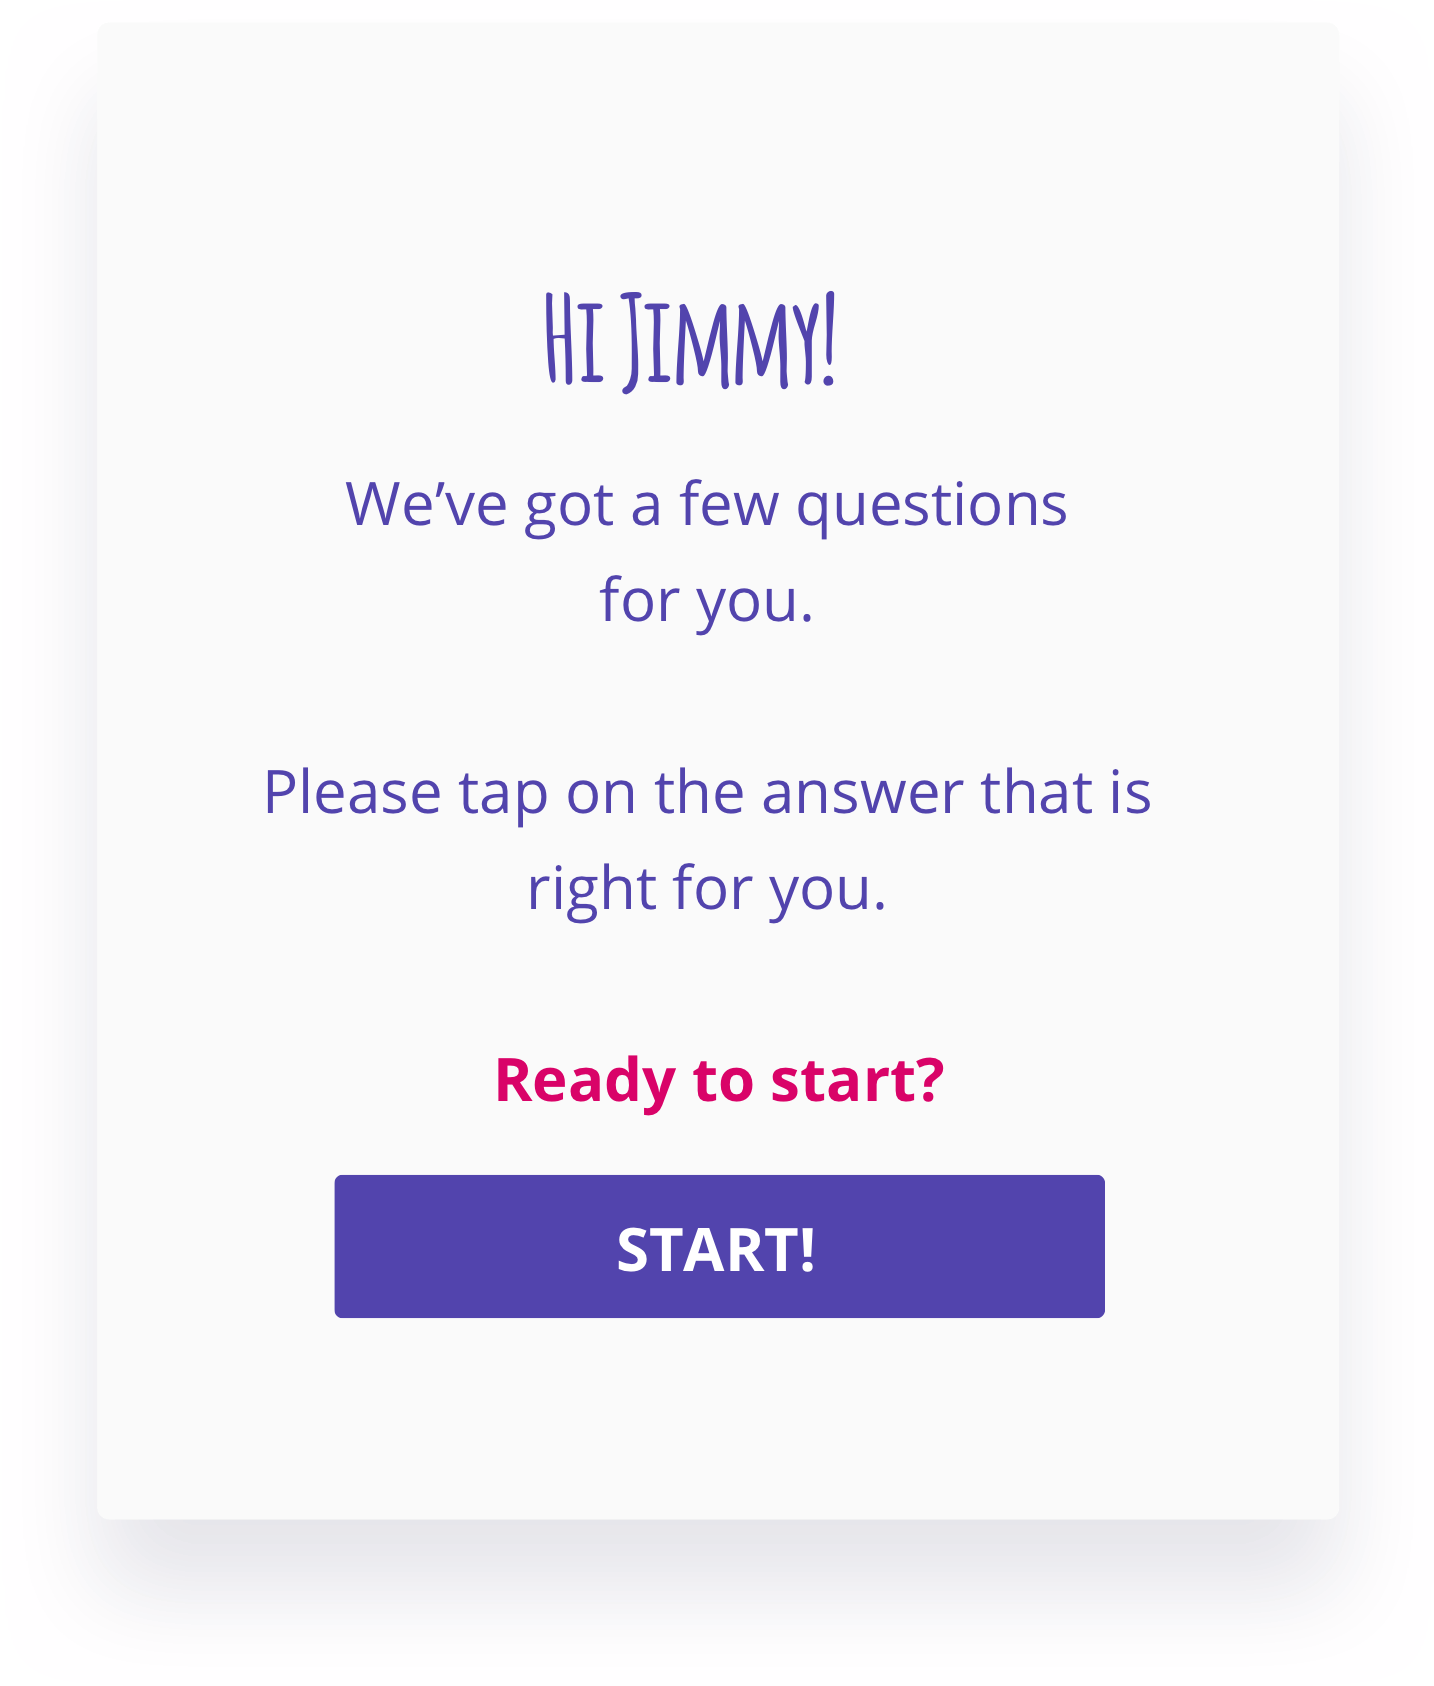 Hi Jimmy!
We’ve got a few questions
for you.
Please tap on the answer that is
right for you.
Ready to start?
START!